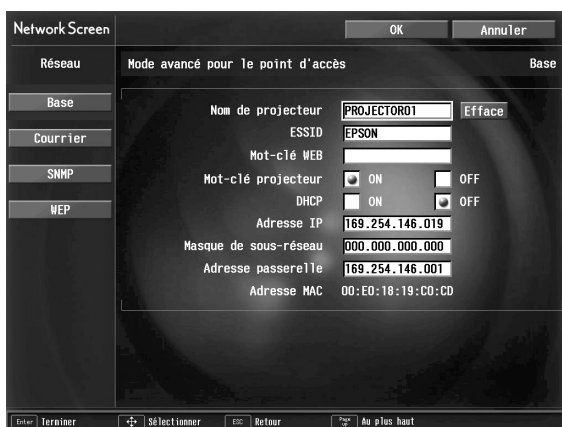 Network Screen
OK
Annuler
Réseau
Mode avancé pour le point d'accès
Base
Base
Courrier
SNMP
WEP
Nom de projecteur PROJECTOR01 Efface
ESSID EPSON
Mot-clé WEB
Mot-clé projecteur ON OFF
DHCP ON OFF
Adresse IP 169.254.146.019
Masque de sous-réseau 000.000.000.000
Adresse passerelle 169.254.146.001
Adresse MAC 00:E0:18:19:C0:CD
Enter Terminer Sélectionner ESC Retour Page up Au plus haut